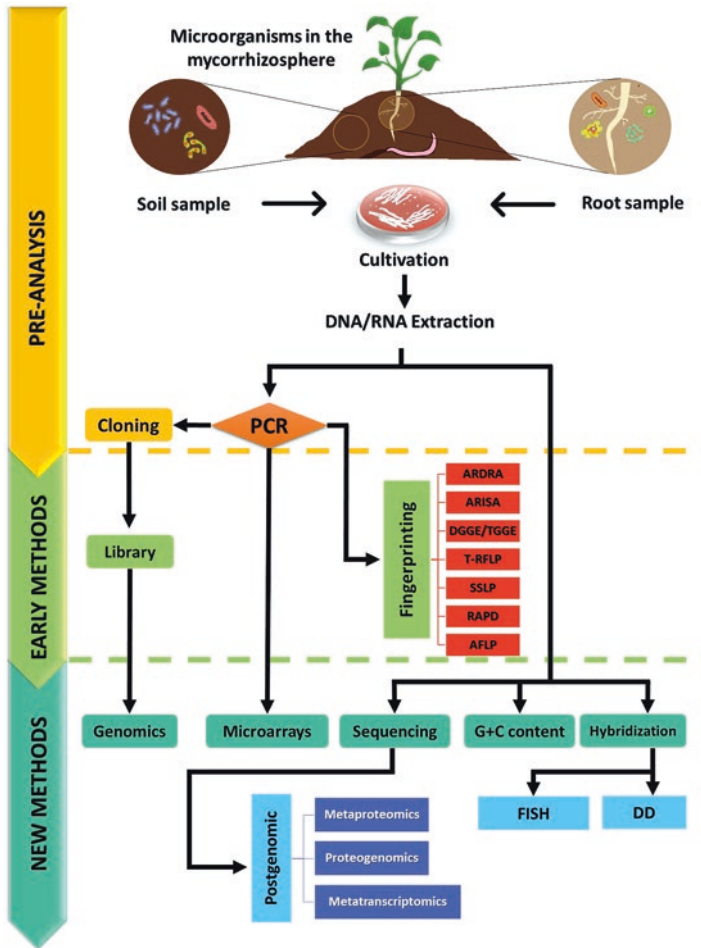 Microorganisms in the
mycorrhizosphere
Soil sample
Root sample
Cultivation
DNA/RNA Extraction
PRE-ANALYSIS
Cloning
PCR
EARLY METHODS
Library
Fingerprinting
ARDRA
ARISA
DGGE/TGGE
T-RFLP
SSLP
RAPD
AFLP
NEW METHODS
Genomics
Microarrays
Sequencing
G+C content
Hybridization
FISH
DD
Postgenomic
Metaproteomics
Proteogenomics
Metatranscriptomics